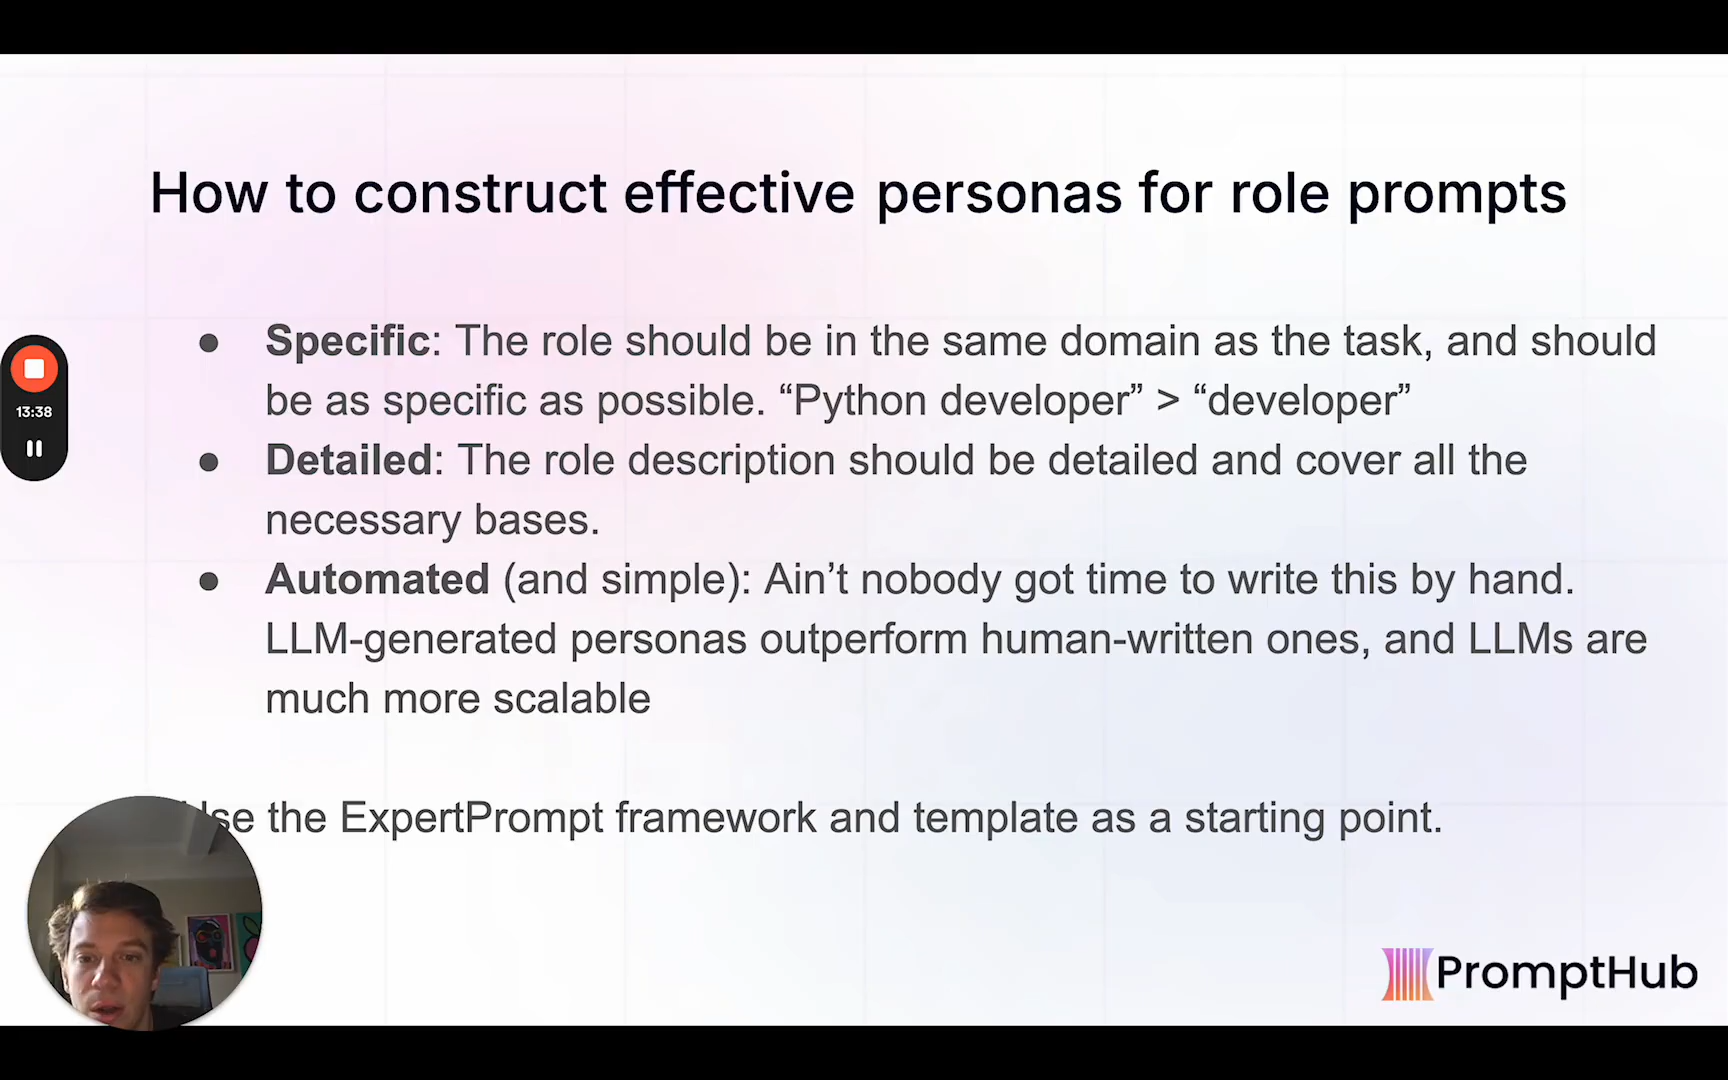 How to construct effective personas for role prompts
● Specific: The role should be in the same domain as the task, and should
be as specific as possible. “Python developer” > “developer”
● Detailed: The role description should be detailed and cover all the
necessary bases.
● Automated (and simple): Ain’t nobody got time to write this by hand.
LLM-generated personas outperform human-written ones, and LLMs are
much more scalable
13:38
Use the ExpertPrompt framework and template as a starting point.
PromptHub